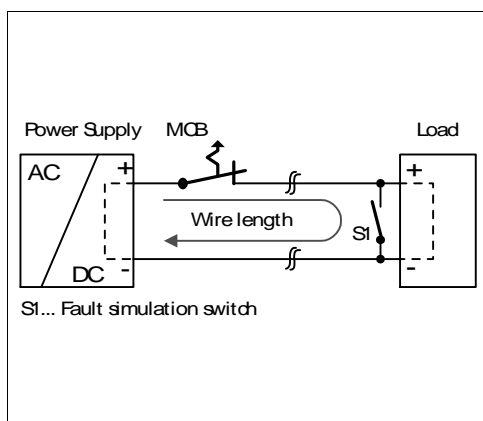 Power Supply MCB Load
AC + +
Wire length
S1
DC - -
S1... Fault simulation switch